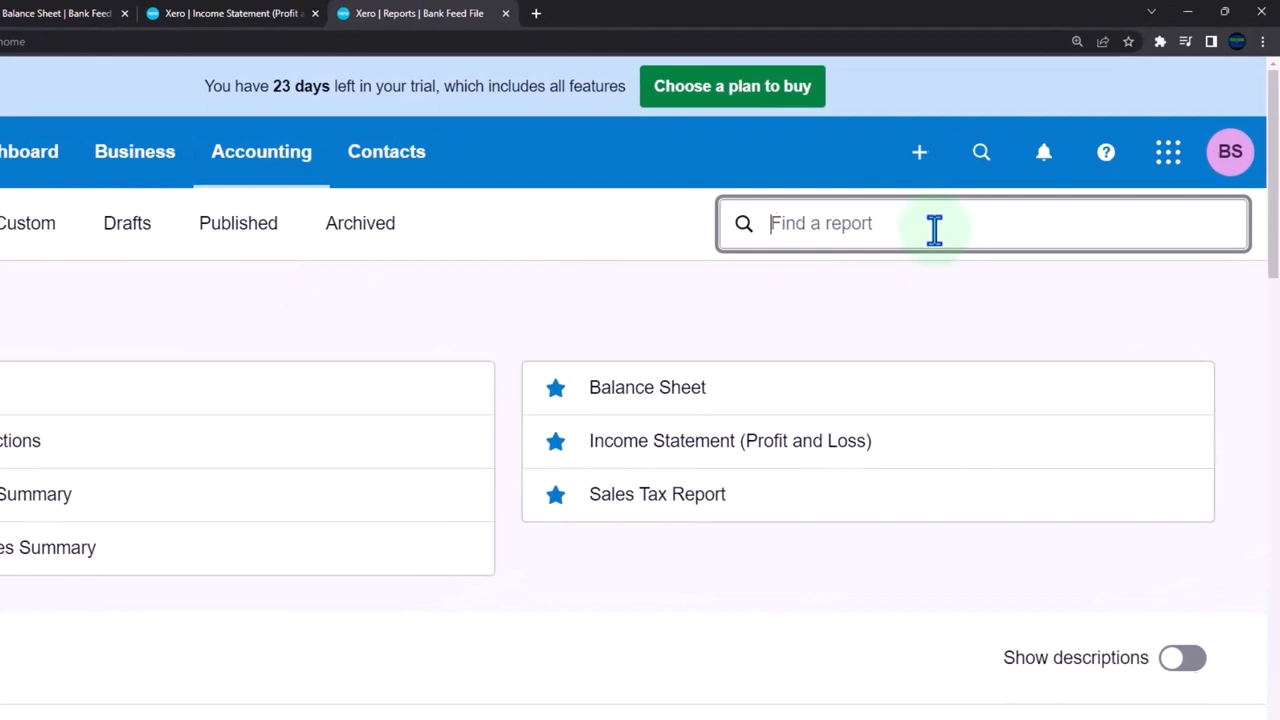 Balance Sheet | Bank Feed
Xero | Income Statement (Profit a
Xero | Reports | Bank Feed File
ome
You have 23 days left in your trial, which includes all features
Choose a plan to buy
hboard
Business
Accounting
Contacts
BS
Custom
Drafts
Published
Archived
Find a report
Balance Sheet
ctions
Income Statement (Profit and Loss)
Summary
Sales Tax Report
es Summary
Show descriptions